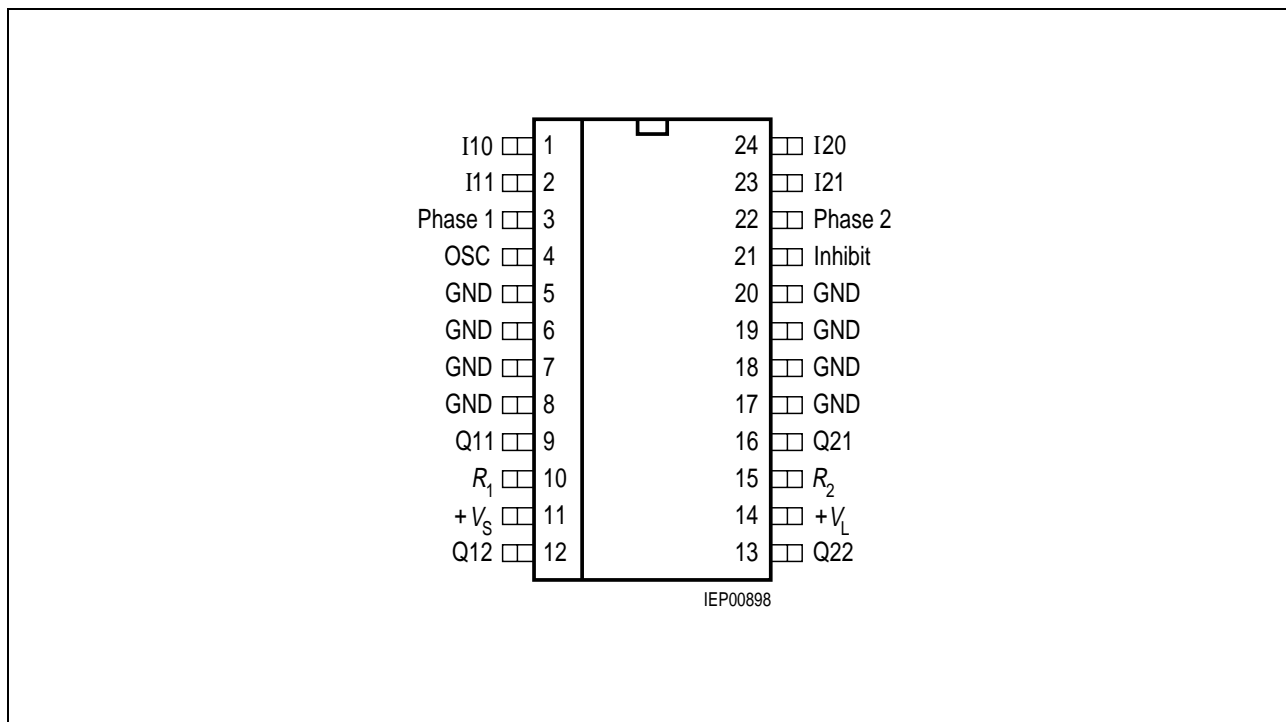 I10 1 24 I20
I11 2 23 I21
Phase 1 3 22 Phase 2
OSC 4 21 Inhibit
GND 5 20 GND
GND 6 19 GND
GND 7 18 GND
GND 8 17 GND
Q11 9 16 Q21
R1 10 15 R2
+VS 11 14 +VL
Q12 12 13 Q22
IEP00898